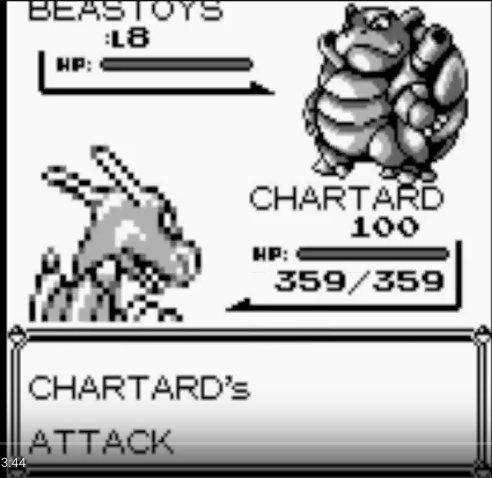 BEASTOYS
:L8
HP:
CHARTARD
100
HP:
359/359
CHARTARD's
ATTACK
3:44